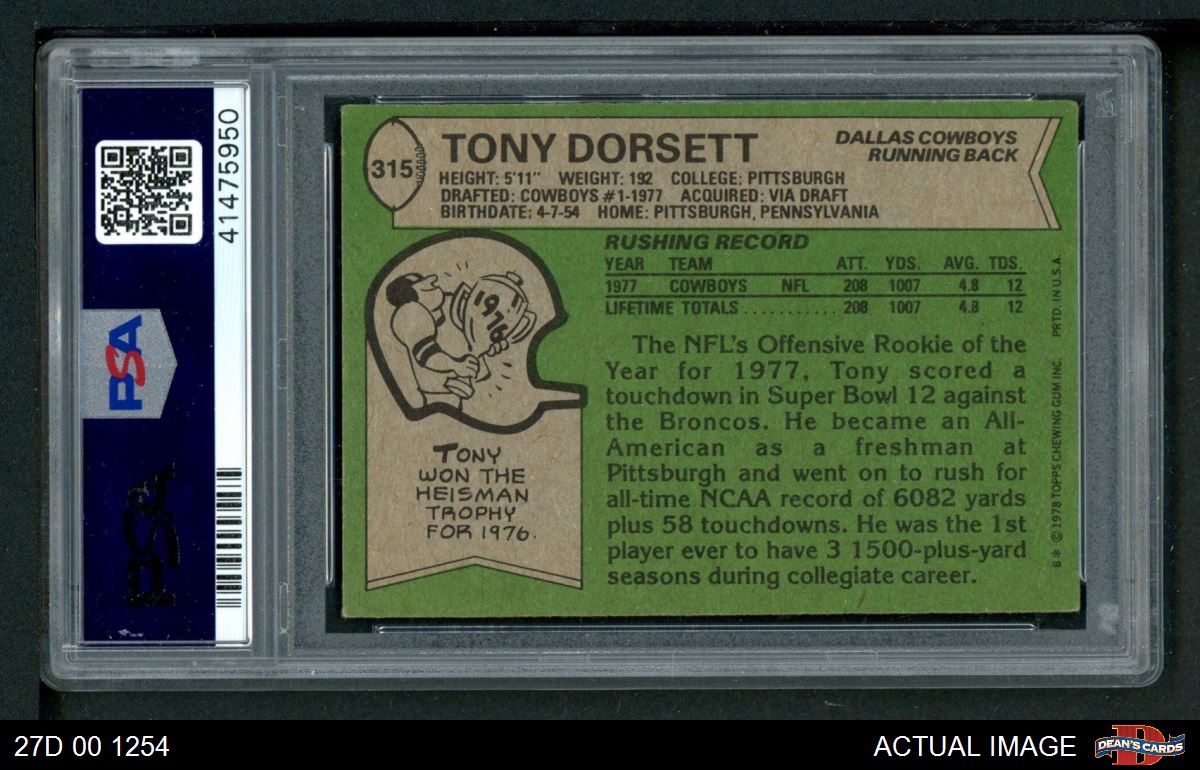 41475950
PSA
PSA
315
TONY DORSETT
DALLAS COWBOYS
RUNNING BACK
HEIGHT: 5'11" WEIGHT: 192 COLLEGE: PITTSBURGH
DRAFTED: COWBOYS #1-1977 ACQUIRED: VIA DRAFT
BIRTHDATE: 4-7-54 HOME: PITTSBURGH, PENNSYLVANIA
1976
TONY
WON THE
HEISMAN
TROPHY
FOR 1976.
RUSHING RECORD
YEAR TEAM ATT. YDS. AVG. TDS.
1977 COWBOYS NFL 208 1007 4.8 12
LIFETIME TOTALS ........... 208 1007 4.8 12
The NFL's Offensive Rookie of the
Year for 1977, Tony scored a
touchdown in Super Bowl 12 against
the Broncos. He became an All-
American as a freshman at
Pittsburgh and went on to rush for
all-time NCAA record of 6082 yards
plus 58 touchdowns. He was the 1st
player ever to have 3 1500-plus-yard
seasons during collegiate career.
6* © 1978 TOPPS CHEWING GUM INC. PRTD. IN U.S.A.
27D 00 1254
ACTUAL IMAGE
D
DEAN'S CARDS